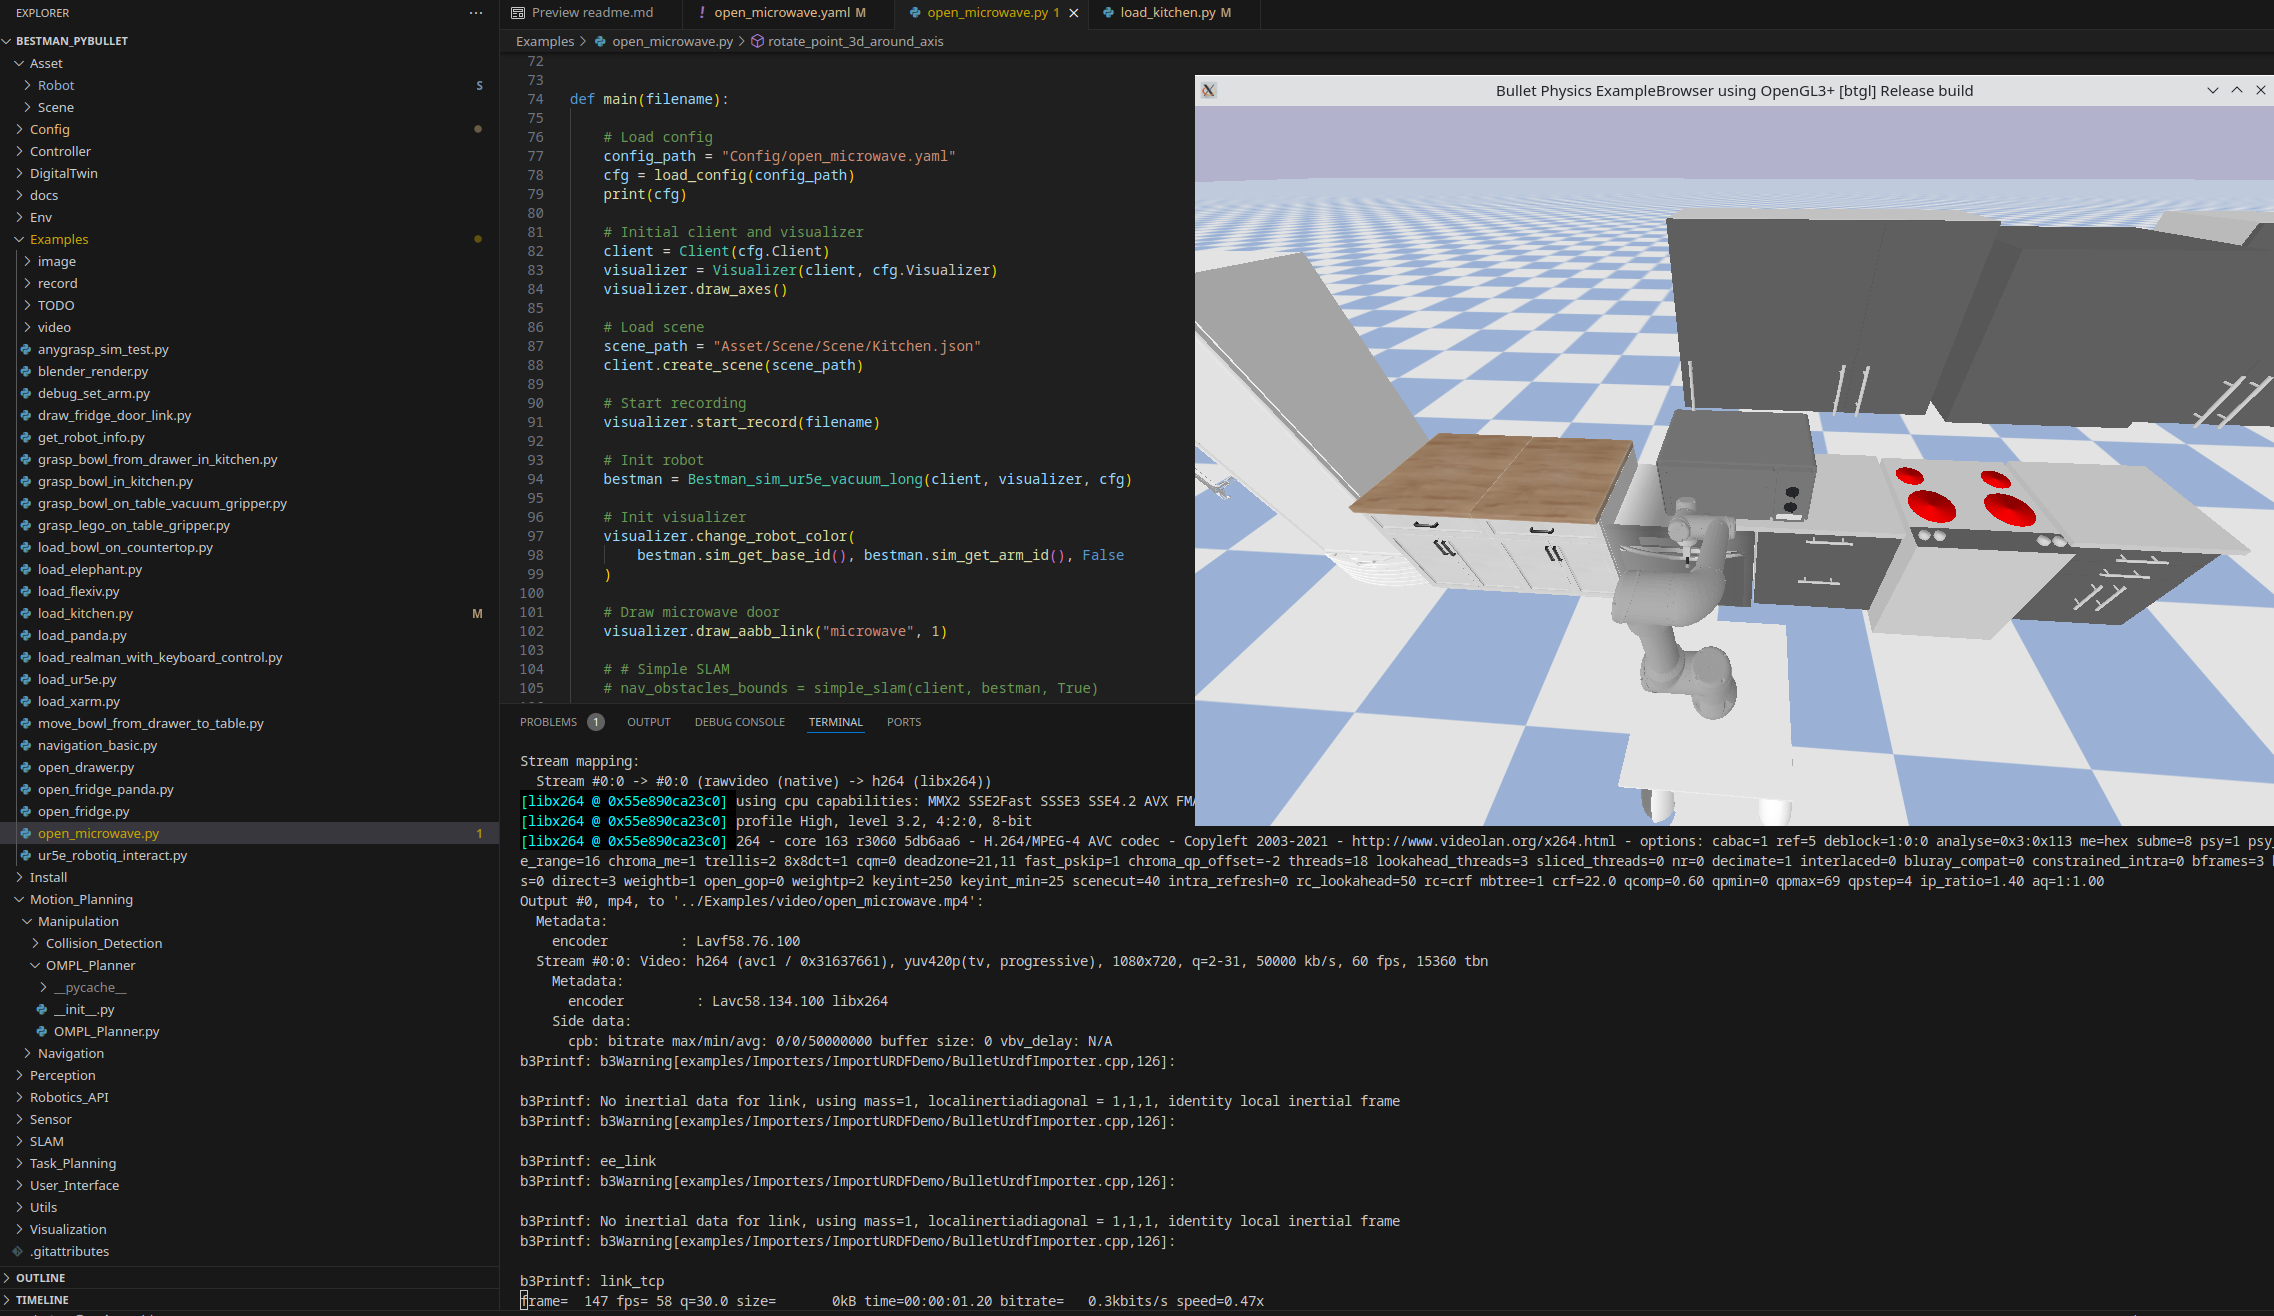 EXPLORER
BESTMAN_PYBULLET
Asset
Robot S
Scene
Config
Controller
DigitalTwin
docs
Env
Examples
image
record
TODO
video
anygrasp_sim_test.py
blender_render.py
debug_set_arm.py
draw_fridge_door_link.py
get_robot_info.py
grasp_bowl_from_drawer_in_kitchen.py
grasp_bowl_in_kitchen.py
grasp_bowl_on_table_vacuum_gripper.py
grasp_lego_on_table_gripper.py
load_bowl_on_countertop.py
load_elephant.py
load_flexiv.py
load_kitchen.py M
load_panda.py
load_realman_with_keyboard_control.py
load_ur5e.py
load_xarm.py
move_bowl_from_drawer_to_table.py
navigation_basic.py
open_drawer.py
open_fridge_panda.py
open_fridge.py
open_microwave.py 1
ur5e_robotiq_interact.py
Install
Motion_Planning
Manipulation
Collision_Detection
OMPL_Planner
__pycache__
__init__.py
OMPL_Planner.py
Navigation
Perception
Robotics_API
Sensor
SLAM
Task_Planning
User_Interface
Utils
Visualization
.gitattributes
OUTLINE
TIMELINE
Preview readme.md
! open_microwave.yaml M
open_microwave.py 1
load_kitchen.py M
Examples > open_microwave.py > rotate_point_3d_around_axis
72
73
74 def main(filename):
75
76 # Load config
77 config_path = "Config/open_microwave.yaml"
78 cfg = load_config(config_path)
79 print(cfg)
80
81 # Initial client and visualizer
82 client = Client(cfg.Client)
83 visualizer = Visualizer(client, cfg.Visualizer)
84 visualizer.draw_axes()
85
86 # Load scene
87 scene_path = "Asset/Scene/Scene/Kitchen.json"
88 client.create_scene(scene_path)
89
90 # Start recording
91 visualizer.start_record(filename)
92
93 # Init robot
94 bestman = Bestman_sim_ur5e_vacuum_long(client, visualizer, cfg)
95
96 # Init visualizer
97 visualizer.change_robot_color(
98 bestman.sim_get_base_id(), bestman.sim_get_arm_id(), False
99 )
100
101 # Draw microwave door
102 visualizer.draw_aabb_link("microwave", 1)
103
104 # # Simple SLAM
105 # nav_obstacles_bounds = simple_slam(client, bestman, True)
Bullet Physics ExampleBrowser using OpenGL3+ [btgl] Release build
PROBLEMS 1 OUTPUT DEBUG CONSOLE TERMINAL PORTS
Stream mapping:
Stream #0:0 -> #0:0 (rawvideo (native) -> h264 (libx264))
[libx264 @ 0x55e890ca23c0] using cpu capabilities: MMX2 SSE2Fast SSSE3 SSE4.2 AVX FMA
[libx264 @ 0x55e890ca23c0] profile High, level 3.2, 4:2:0, 8-bit
[libx264 @ 0x55e890ca23c0] 264 - core 163 r3060 5db6aa6 - H.264/MPEG-4 AVC codec - Copyleft 2003-2021 - http://www.videolan.org/x264.html - options: cabac=1 ref=5 deblock=1:0:0 analyse=0x3:0x113 me=hex subme=8 psy=1 psy_
e_range=16 chroma_me=1 trellis=2 8x8dct=1 cqm=0 deadzone=21,11 fast_pskip=1 chroma_qp_offset=-2 threads=18 lookahead_threads=3 sliced_threads=0 nr=0 decimate=1 interlaced=0 bluray_compat=0 constrained_intra=0 bframes=3
s=0 direct=3 weightb=1 open_gop=0 weightp=2 keyint=250 keyint_min=25 scenecut=40 intra_refresh=0 rc_lookahead=50 rc=crf mbtree=1 crf=22.0 qcomp=0.60 qpmin=0 qpmax=69 qpstep=4 ip_ratio=1.40 aq=1:1.00
Output #0, mp4, to '../Examples/video/open_microwave.mp4':
Metadata:
encoder : Lavf58.76.100
Stream #0:0: Video: h264 (avc1 / 0x31637661), yuv420p(tv, progressive), 1080x720, q=2-31, 50000 kb/s, 60 fps, 15360 tbn
Metadata:
encoder : Lavc58.134.100 libx264
Side data:
cpb: bitrate max/min/avg: 0/0/50000000 buffer size: 0 vbv_delay: N/A
b3Printf: b3Warning[examples/Importers/ImportURDFDemo/BulletUrdfImporter.cpp,126]:
b3Printf: No inertial data for link, using mass=1, localinertiadiagonal = 1,1,1, identity local inertial frame
b3Printf: b3Warning[examples/Importers/ImportURDFDemo/BulletUrdfImporter.cpp,126]:
b3Printf: ee_link
b3Printf: b3Warning[examples/Importers/ImportURDFDemo/BulletUrdfImporter.cpp,126]:
b3Printf: No inertial data for link, using mass=1, localinertiadiagonal = 1,1,1, identity local inertial frame
b3Printf: b3Warning[examples/Importers/ImportURDFDemo/BulletUrdfImporter.cpp,126]:
b3Printf: link_tcp
frame= 147 fps= 58 q=30.0 size= 0kB time=00:00:01.20 bitrate= 0.3kbits/s speed=0.47x